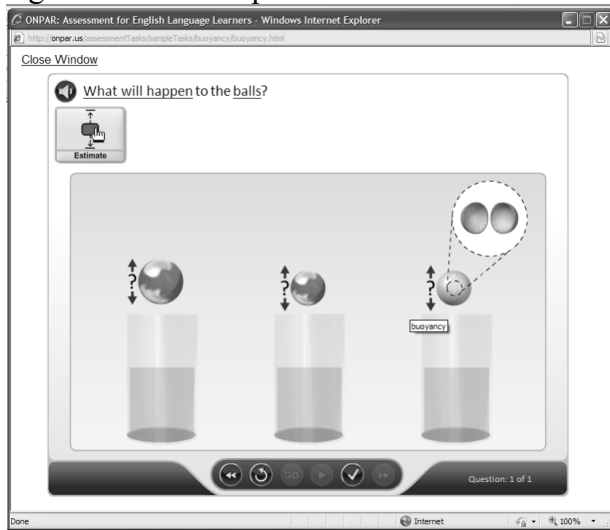 ONPAR: Assessment for English Language Learners - Windows Internet Explorer
http://onpar.us/assessmentTasks/sampleTasks/buoyancy/buoyancy.html
Close Window
What will happen to the balls?
Estimate
? ? ?
buoyancy
GO
Question: 1 of 1
Done Internet 100%